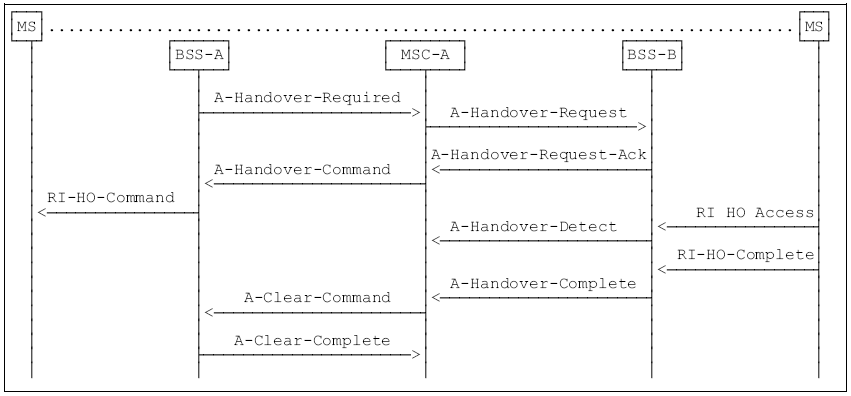 MS MS
BSS-A MSC-A BSS-B
A-Handover-Required
A-Handover-Request
A-Handover-Request-Ack
A-Handover-Command
RI-HO-Command
RI HO Access
A-Handover-Detect
RI-HO-Complete
A-Handover-Complete
A-Clear-Command
A-Clear-Complete